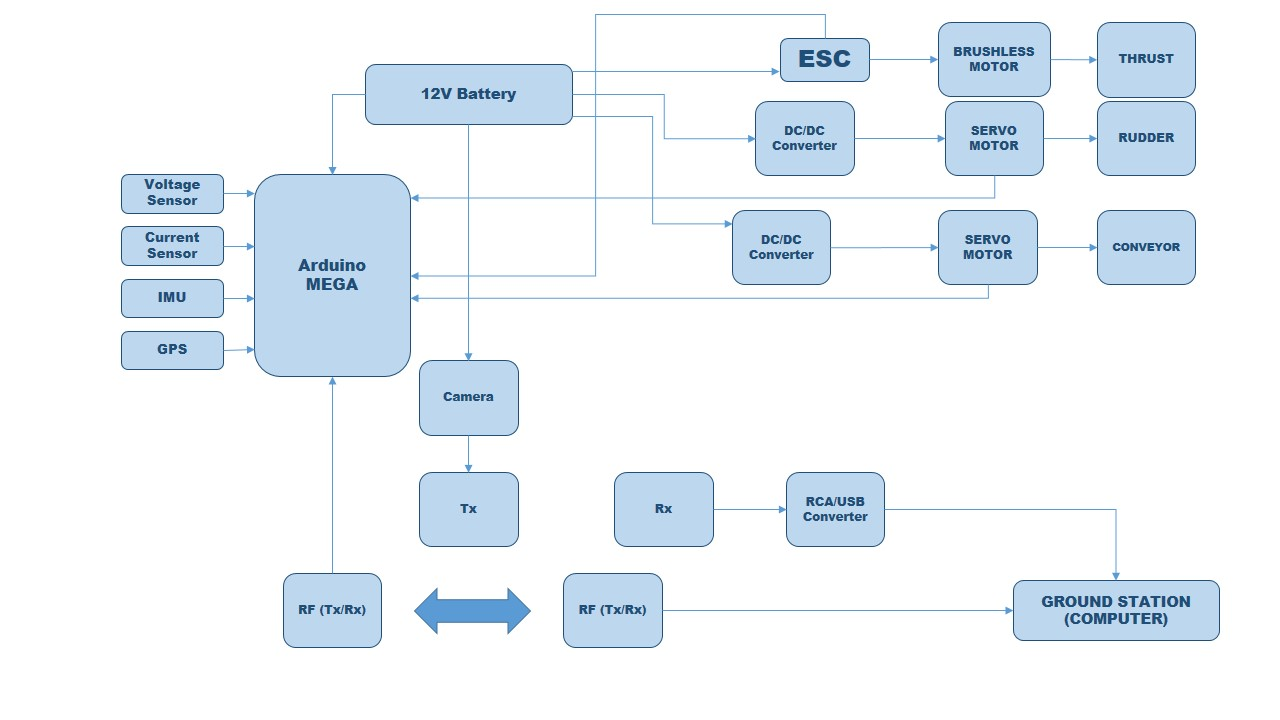 ESC
BRUSHLESS
MOTOR
THRUST
12V Battery
DC/DC
Converter
SERVO
MOTOR
RUDDER
Voltage
Sensor
Current
Sensor
IMU
GPS
Arduino
MEGA
DC/DC
Converter
SERVO
MOTOR
CONVEYOR
Camera
Tx
Rx
RCA/USB
Converter
RF (Tx/Rx)
RF (Tx/Rx)
GROUND STATION
(COMPUTER)